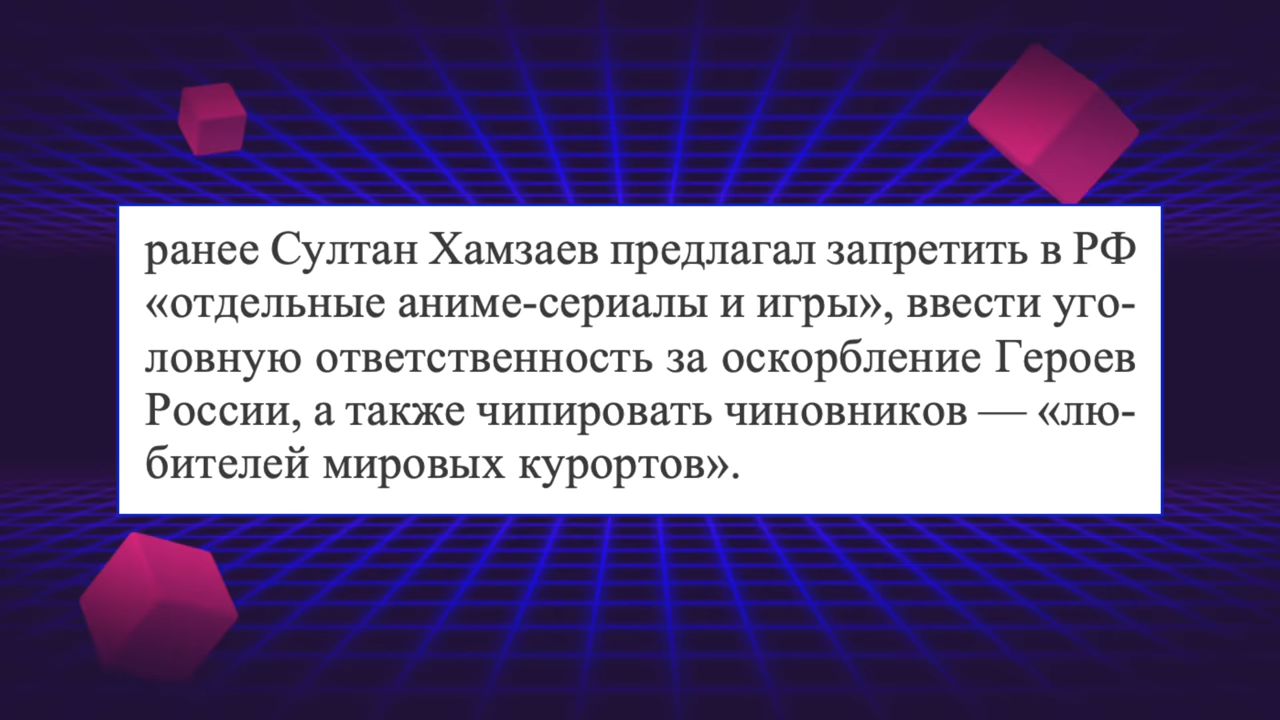 ранее Султан Хамзаев предлагал запретить в РФ
«отдельные аниме-сериалы и игры», ввести уго-
ловную ответственность за оскорбление Героев
России, а также чипировать чиновников — «лю-
бителей мировых курортов».